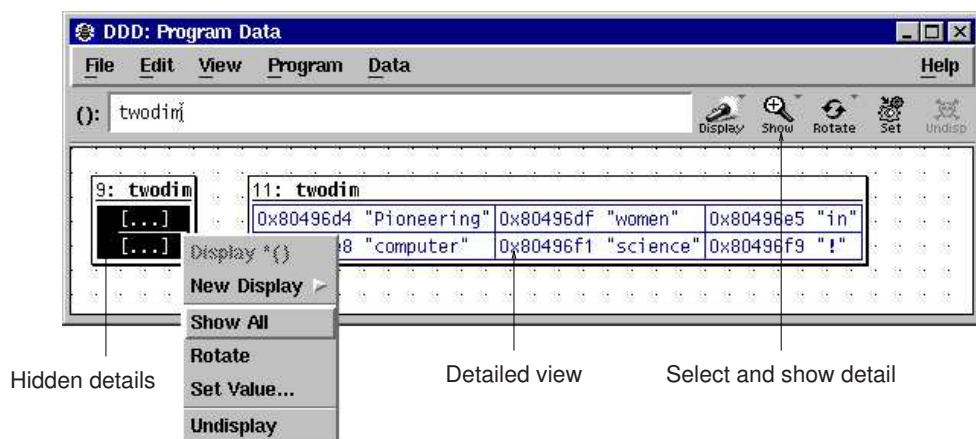 DDD: Program Data
File Edit View Program Data Help
(): twodim
Display Show Rotate Set Undisp
9: twodim
[...]
[...]
11: twodim
0x80496d4 "Pioneering" 0x80496df "women" 0x80496e5 "in"
e8 "computer" 0x80496f1 "science" 0x80496f9 "!"
Display *()
New Display
Show All
Rotate
Set Value...
Undisplay
Hidden details
Detailed view
Select and show detail